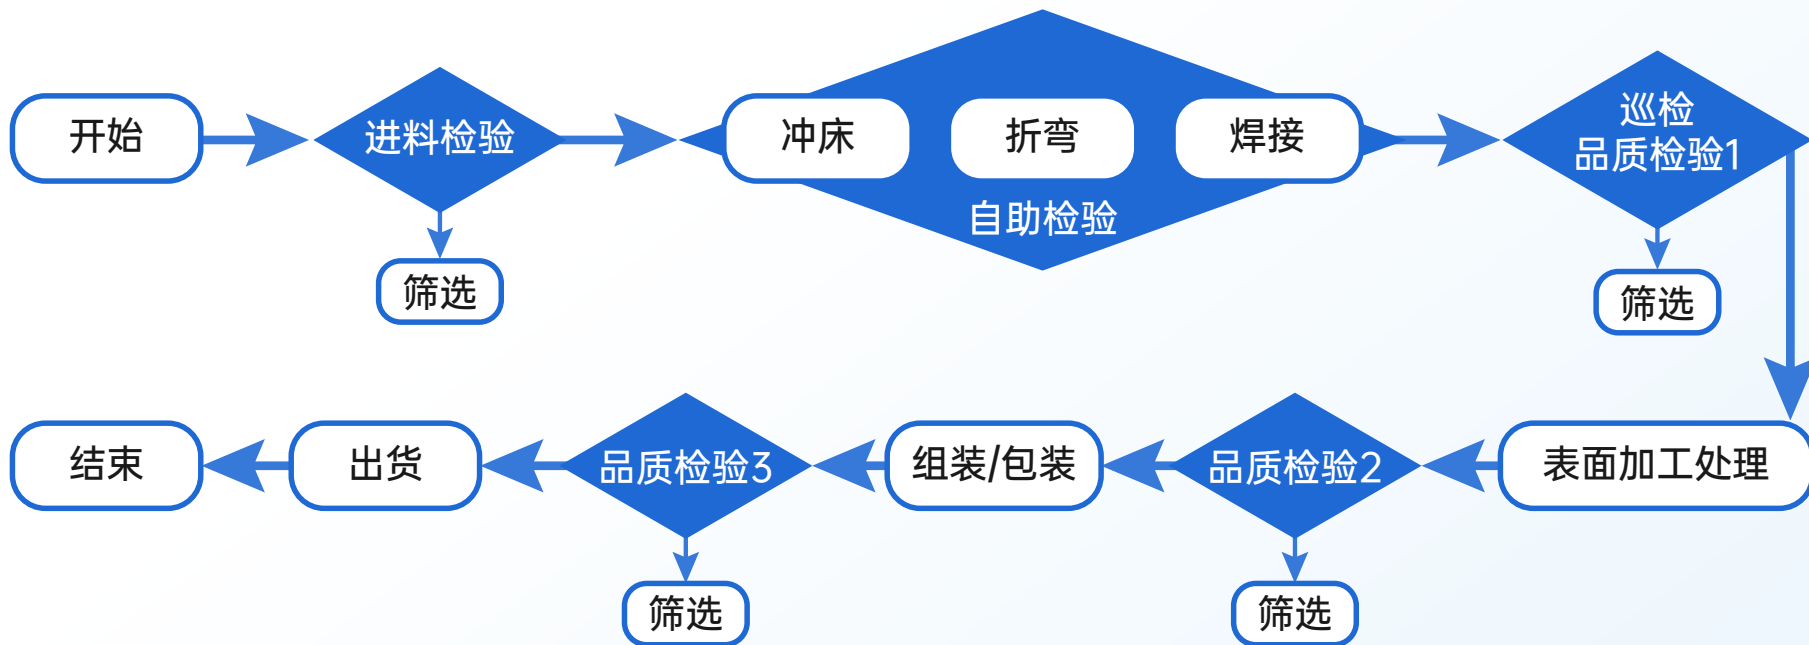 开始
进料检验
筛选
冲床
折弯
焊接
自助检验
巡检
品质检验1
筛选
表面加工处理
品质检验2
筛选
组装/包装
品质检验3
筛选
出货
结束